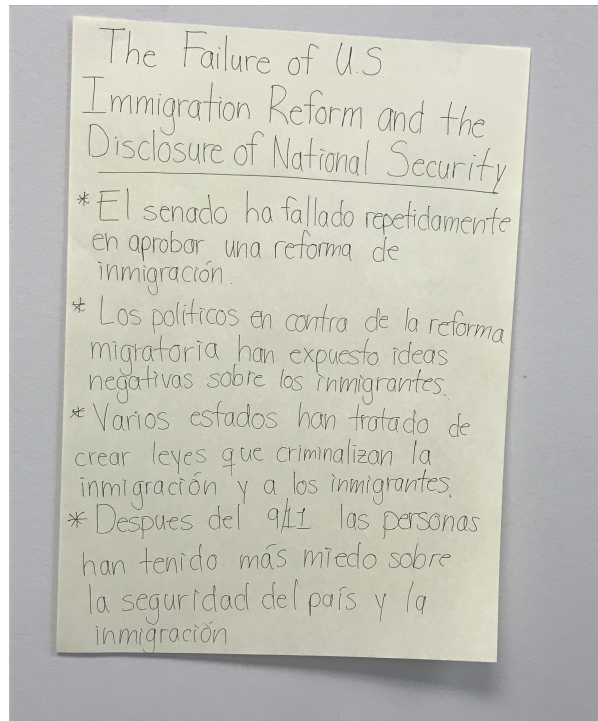 The Failure of U.S
Immigration Reform and the
Disclosure of National Security
* El senado ha fallado repetidamente
en aprobar una reforma de
inmigración.
* Los políticos en contra de la reforma
migratoria han expuesto ideas
negativas sobre los inmigrantes.
* Varios estados han tratado de
crear leyes que criminalizan la
inmigración y a los inmigrantes.
* Despues del 9/11 las personas
han tenido más miedo sobre
la seguridad del país y la
inmigración